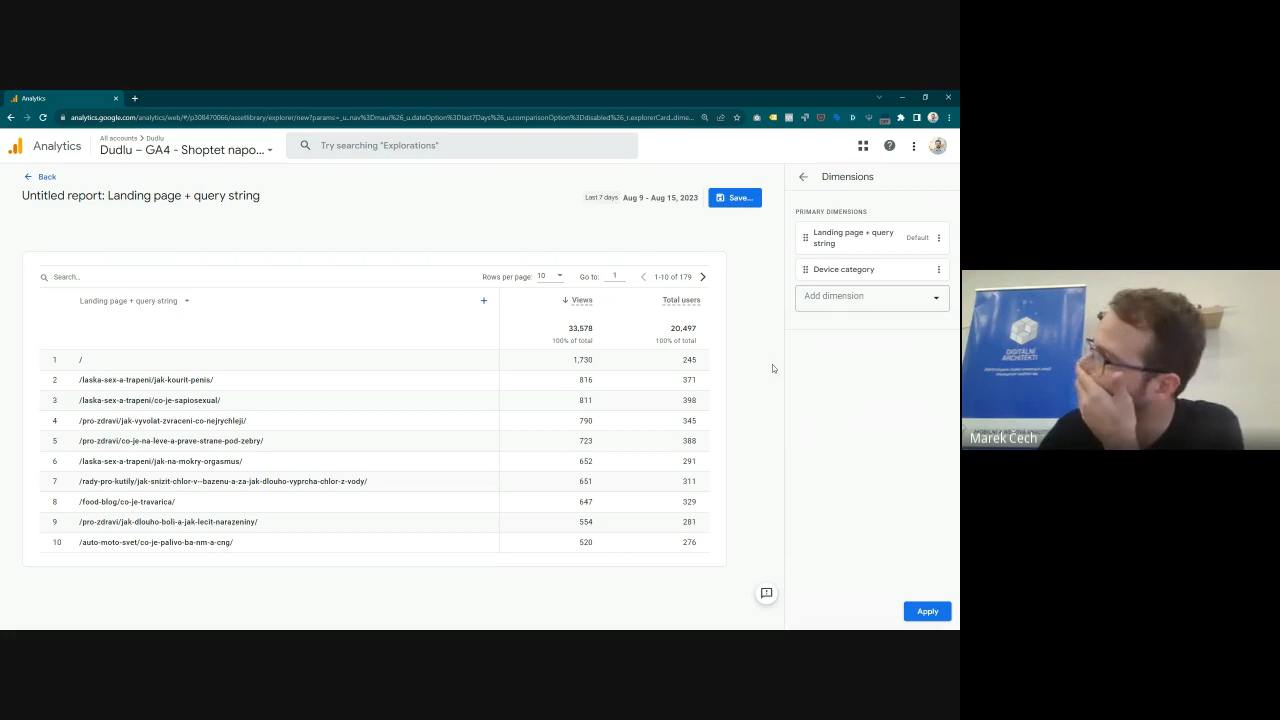 Analytics
analytics.google.com/analytics/web/#/p308470066/assetlibrary/explorer/new?params=_u..nav%3Dmaui%26_u.dateOption%3Dlast7Days%26_u.comparisonOption%3Ddisabled%26_r.explorerCard..dime...
Analytics
All accounts > Dudlu
Dudlu – GA4 - Shoptet napo...
Try searching "Explorations"
Back
Untitled report: Landing page + query string
Last 7 days Aug 9 - Aug 15, 2023
Save...
Search...
Rows per page: 10
Go to: 1
1-10 of 179
Landing page + query string
Views
Total users
33,578
20,497
100% of total
100% of total
1 / 1,730 245
2 /laska-sex-a-trapeni/jak-kourit-penis/ 816 371
3 /laska-sex-a-trapeni/co-je-sapiosexual/ 811 398
4 /pro-zdravi/jak-vyvolat-zvraceni-co-nejrychleji/ 790 345
5 /pro-zdravi/co-je-na-leve-a-prave-strane-pod-zebry/ 723 388
6 /laska-sex-a-trapeni/jak-na-mokry-orgasmus/ 652 291
7 /rady-pro-kutily/jak-snizit-chlor-v--bazenu-a-za-jak-dlouho-vyprcha-chlor-z-vody/ 651 311
8 /food-blog/co-je-travarica/ 647 329
9 /pro-zdravi/jak-dlouho-boli-a-jak-lecit-narazeniny/ 554 281
10 /auto-moto-svet/co-je-palivo-ba-nm-a-cng/ 520 276
Dimensions
PRIMARY DIMENSIONS
Landing page + query
string
Default
Device category
Add dimension
Apply
DIGITÁLNÍ
ARCHITEKTI
Marek Čech